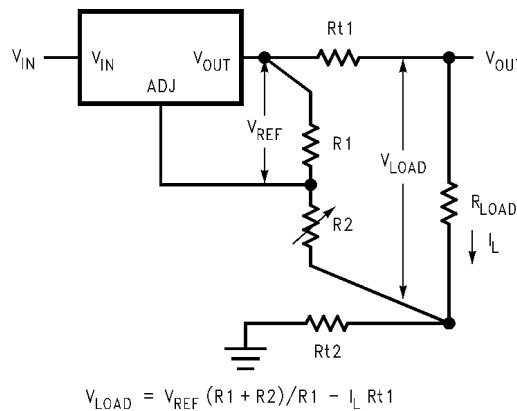 Rt1
V_IN
V_IN
V_OUT
V_OUT
ADJ
V_REF
R1
V_LOAD
R2
R_LOAD
I_L
Rt2
V_LOAD = V_REF (R1 + R2)/R1 − I_L Rt1